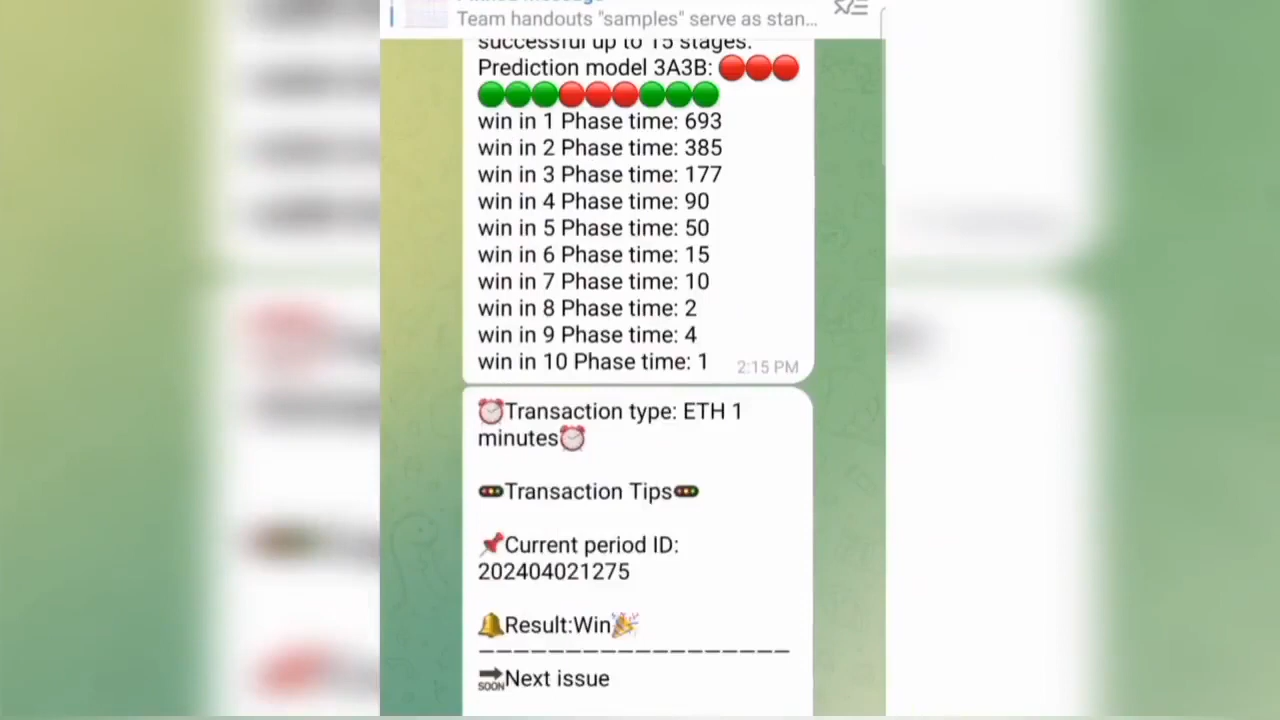 Team handouts "samples" serve as stan...
successful up to 15 stages.
Prediction model 3A3B: 🔴🔴🔴
🟢🟢🟢🔴🔴🔴🟢🟢🟢
win in 1 Phase time: 693
win in 2 Phase time: 385
win in 3 Phase time: 177
win in 4 Phase time: 90
win in 5 Phase time: 50
win in 6 Phase time: 15
win in 7 Phase time: 10
win in 8 Phase time: 2
win in 9 Phase time: 4
win in 10 Phase time: 1
2:15 PM
⏰Transaction type: ETH 1
minutes⏰
🚥Transaction Tips🚥
📌Current period ID:
202404021275
🔔Result:Win🎉
——————————————————
🔜Next issue